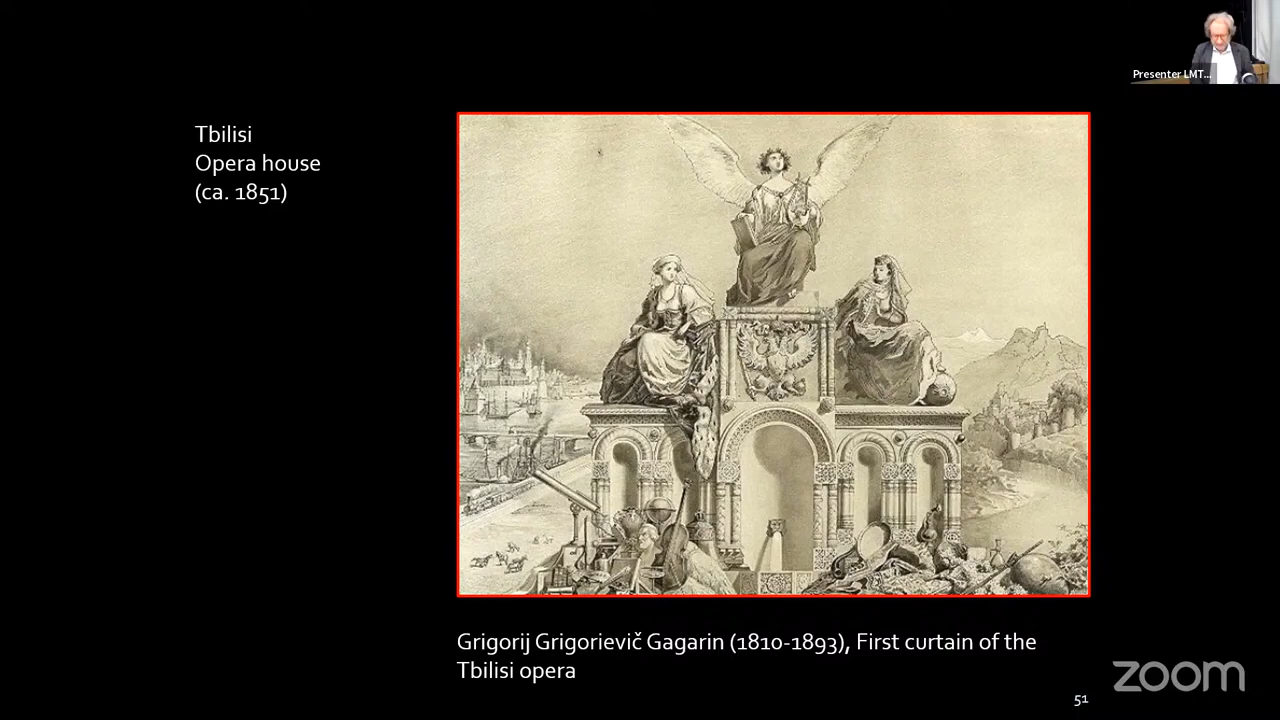 Presenter LMT...
Tbilisi
Opera house
(ca. 1851)
Grigorij Grigorievič Gagarin (1810-1893), First curtain of the
Tbilisi opera
zoom
51